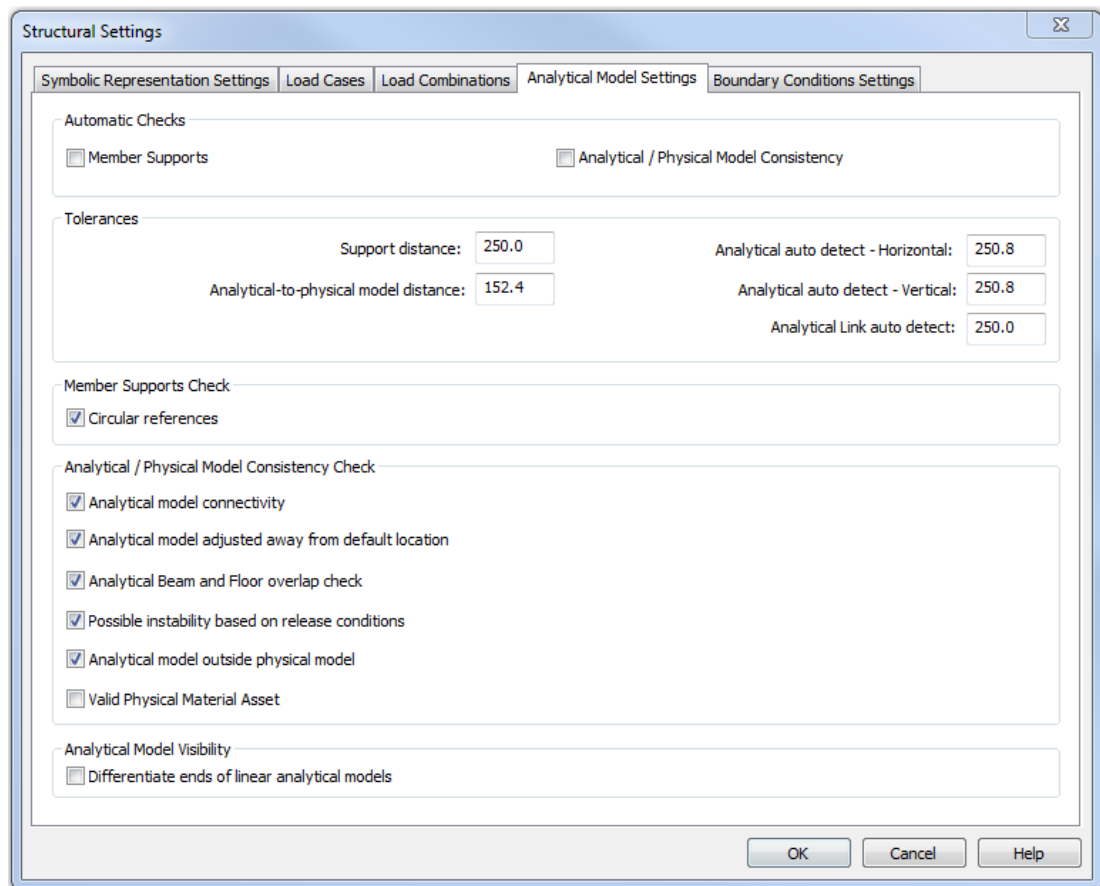 Structural Settings
Symbolic Representation Settings Load Cases Load Combinations Analytical Model Settings Boundary Conditions Settings
Automatic Checks
Member Supports Analytical / Physical Model Consistency
Tolerances
Support distance: 250.0 Analytical auto detect - Horizontal: 250.8
Analytical-to-physical model distance: 152.4 Analytical auto detect - Vertical: 250.8
Analytical Link auto detect: 250.0
Member Supports Check
Circular references
Analytical / Physical Model Consistency Check
Analytical model connectivity
Analytical model adjusted away from default location
Analytical Beam and Floor overlap check
Possible instability based on release conditions
Analytical model outside physical model
Valid Physical Material Asset
Analytical Model Visibility
Differentiate ends of linear analytical models
OK Cancel Help